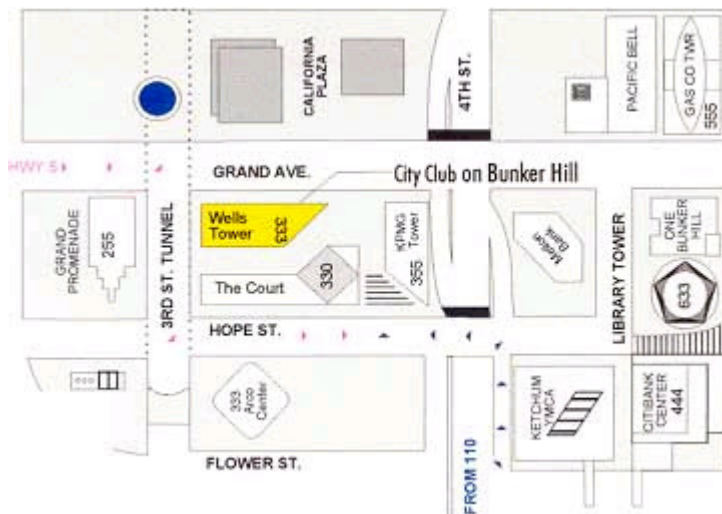 CALIFORNIA
PLAZA
4TH ST.
PACIFIC BELL
GAS CO TWR
555
HWY 5
GRAND AVE.
City Club on Bunker Hill
GRAND
PROMENADE
255
3RD ST. TUNNEL
Wells
Tower
333
The Court
330
KPMG
Tower
355
Mellon
Bank
LIBRARY TOWER
ONE
BUNKER
HILL
633
HOPE ST.
333
Arco
Center
KETCHUM
YMCA
CITIBANK
CENTER
444
FLOWER ST.
FROM 110